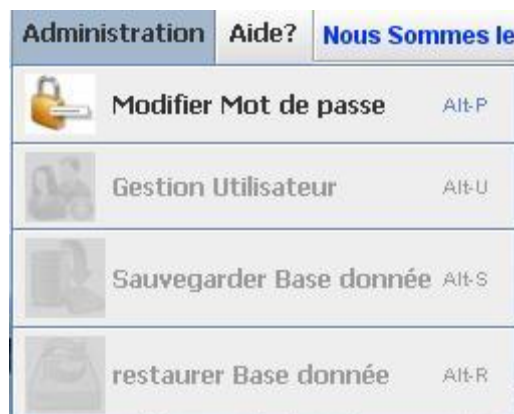 Administration Aide? Nous Sommes le
Modifier Mot de passe Alt-P
Gestion Utilisateur Alt-U
Sauvegarder Base donnée Alt-S
restaurer Base donnée Alt-R